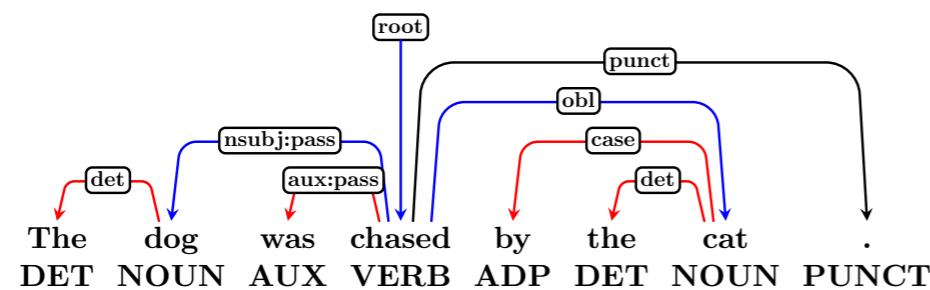 root
punct
obl
nsubj:pass case
det aux:pass det
The dog was chased by the cat .
DET NOUN AUX VERB ADP DET NOUN PUNCT